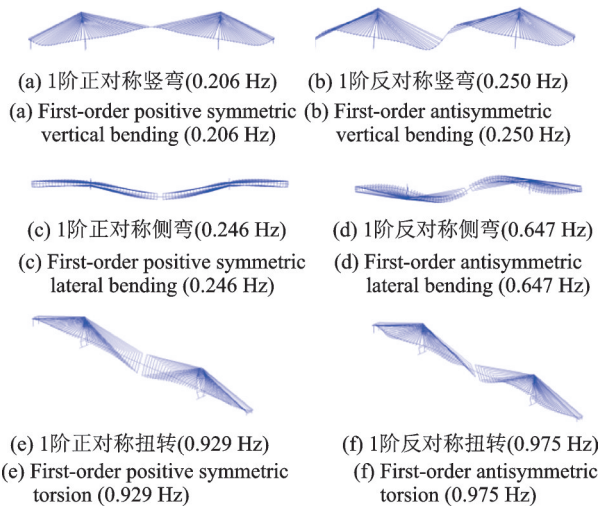 (a) 1阶正对称竖弯(0.206 Hz)
(a) First-order positive symmetric
vertical bending (0.206 Hz)
(b) 1阶反对称竖弯(0.250 Hz)
(b) First-order antisymmetric
vertical bending (0.250 Hz)
(c) 1阶正对称侧弯(0.246 Hz)
(c) First-order positive symmetric
lateral bending (0.246 Hz)
(d) 1阶反对称侧弯(0.647 Hz)
(d) First-order antisymmetric
lateral bending (0.647 Hz)
(e) 1阶正对称扭转(0.929 Hz)
(e) First-order positive symmetric
torsion (0.929 Hz)
(f) 1阶反对称扭转(0.975 Hz)
(f) First-order antisymmetric
torsion (0.975 Hz)